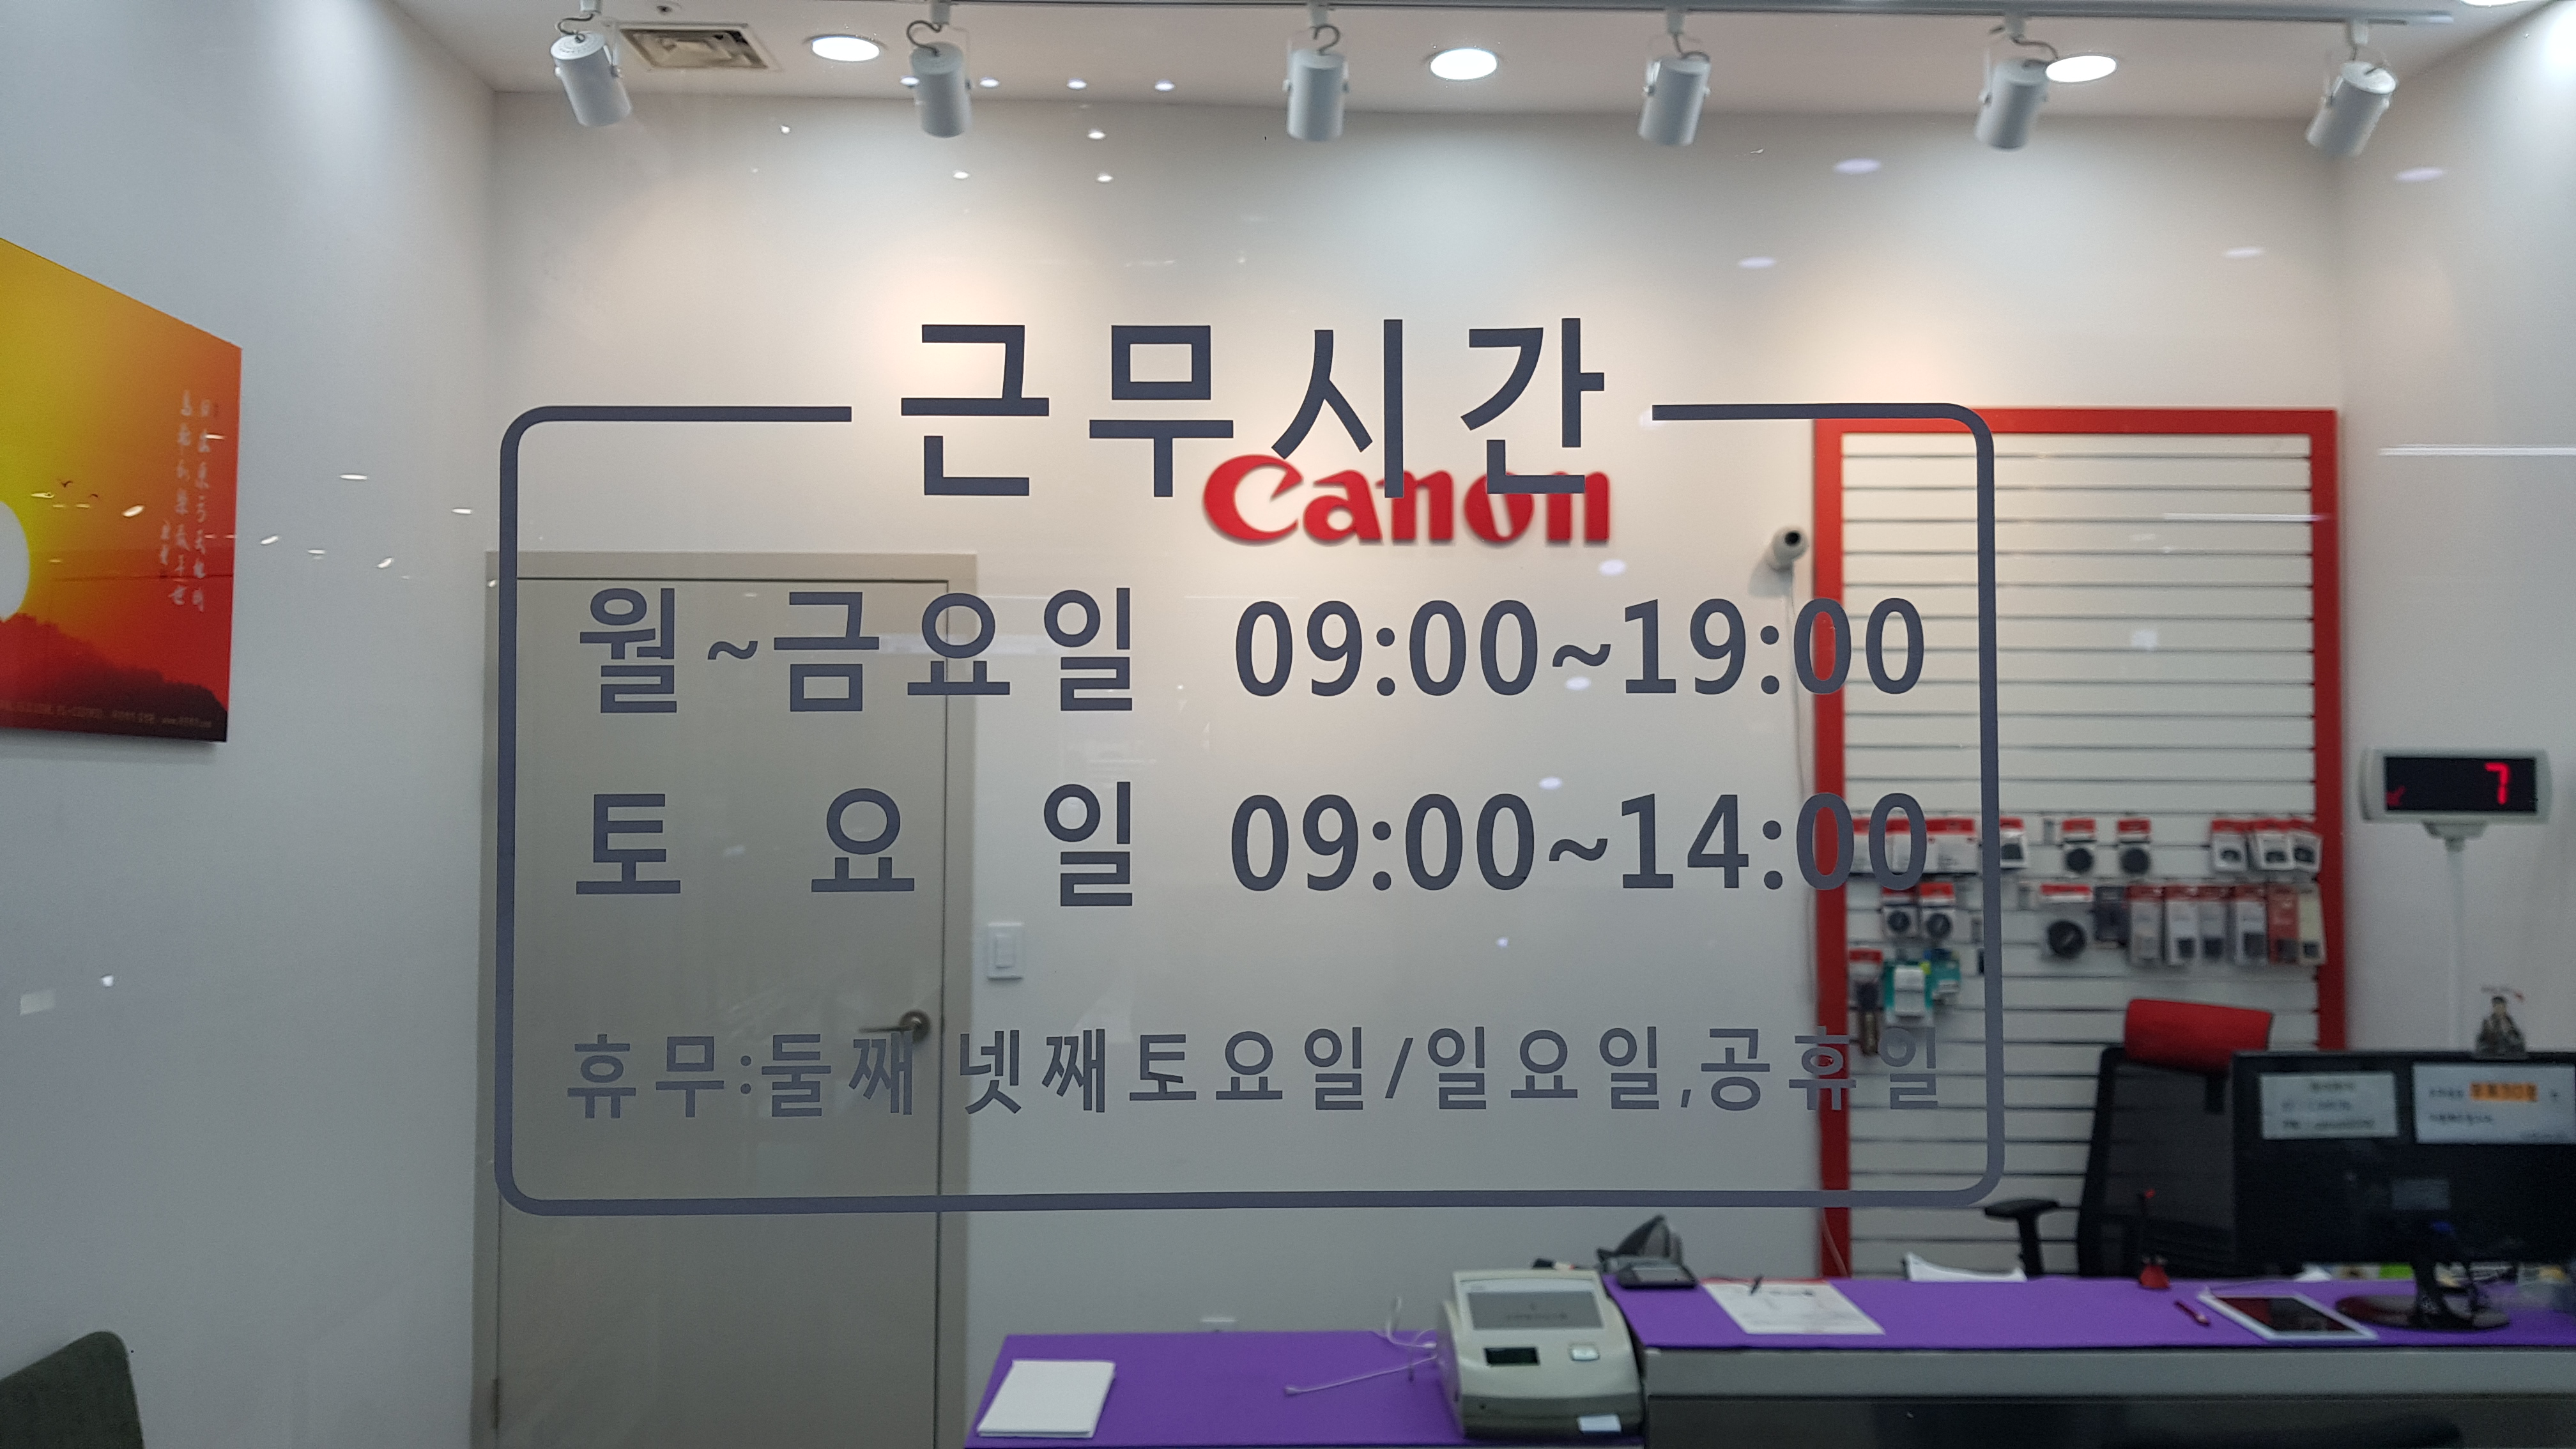 근무시간
Canon
월~금요일 09:00~19:00
토요일 09:00~14:00
휴무:둘째 넷째토요일/일요일,공휴일
7